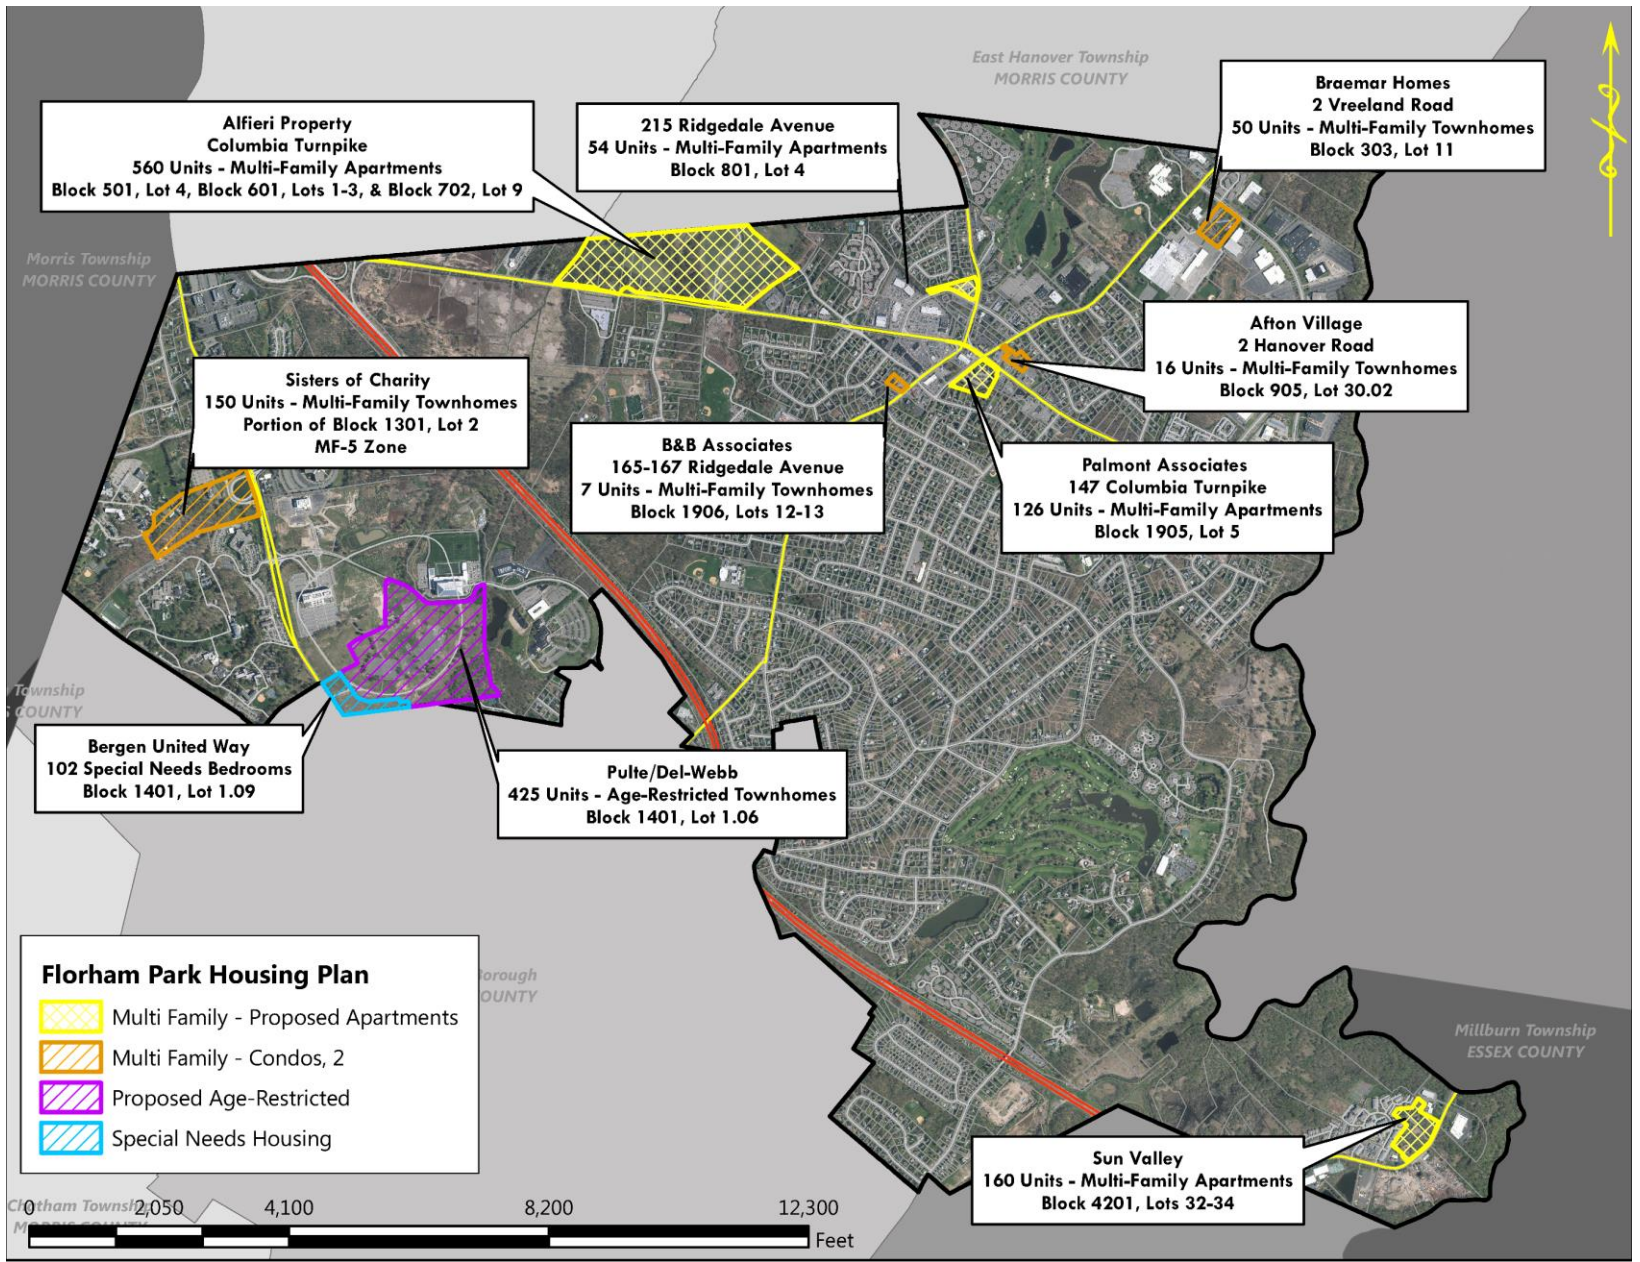 East Hanover Township
MORRIS COUNTY
Braemar Homes
2 Vreeland Road
50 Units - Multi-Family Townhomes
Block 303, Lot 11
Alfieri Property
Columbia Turnpike
560 Units - Multi-Family Apartments
Block 501, Lot 4, Block 601, Lots 1-3, & Block 702, Lot 9
215 Ridgedale Avenue
54 Units - Multi-Family Apartments
Block 801, Lot 4
Morris Township
MORRIS COUNTY
Afton Village
2 Hanover Road
16 Units - Multi-Family Townhomes
Block 905, Lot 30.02
Sisters of Charity
150 Units - Multi-Family Townhomes
Portion of Block 1301, Lot 2
MF-5 Zone
B&B Associates
165-167 Ridgedale Avenue
7 Units - Multi-Family Townhomes
Block 1906, Lots 12-13
Palmont Associates
147 Columbia Turnpike
126 Units - Multi-Family Apartments
Block 1905, Lot 5
Township
COUNTY
Bergen United Way
102 Special Needs Bedrooms
Block 1401, Lot 1.09
Pulte/Del-Webb
425 Units - Age-Restricted Townhomes
Block 1401, Lot 1.06
Borough
OUNTY
Florham Park Housing Plan
Multi Family - Proposed Apartments
Multi Family - Condos, 2
Proposed Age-Restricted
Special Needs Housing
Millburn Township
ESSEX COUNTY
Sun Valley
160 Units - Multi-Family Apartments
Block 4201, Lots 32-34
Chatham Township
MORRIS COUNTY
0 2,050 4,100 8,200 12,300
Feet